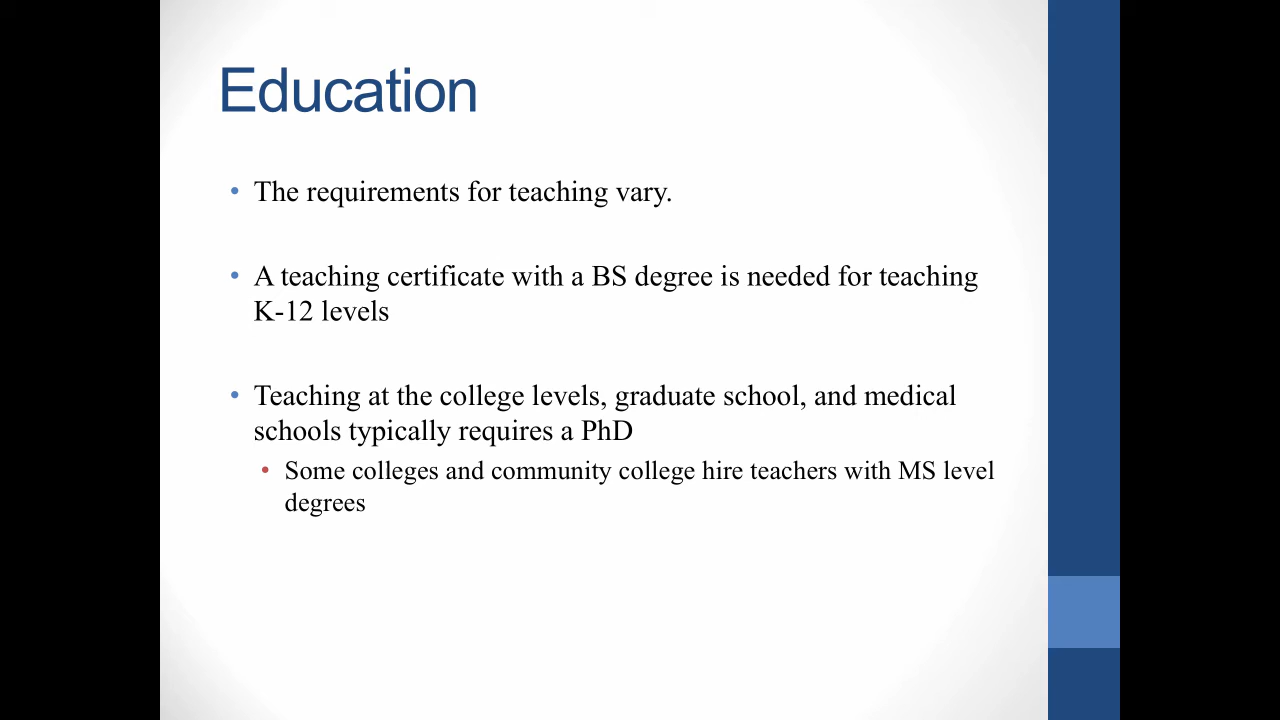 Education
• The requirements for teaching vary.
• A teaching certificate with a BS degree is needed for teaching
K-12 levels
• Teaching at the college levels, graduate school, and medical
schools typically requires a PhD
• Some colleges and community college hire teachers with MS level
degrees